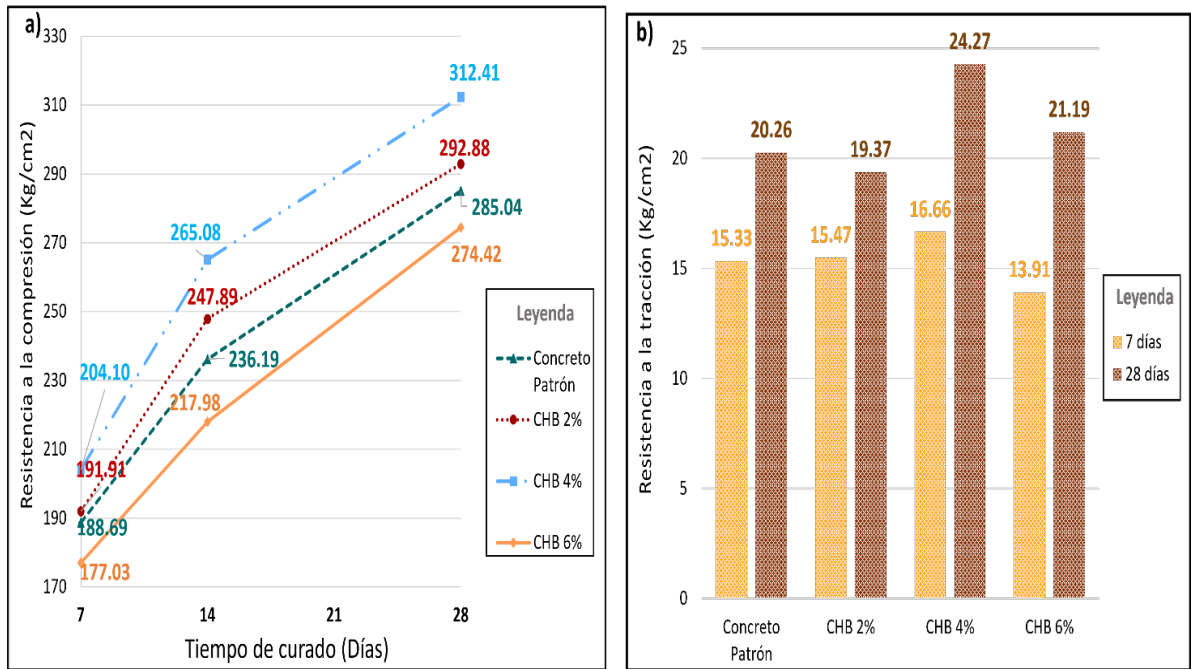 a)
Resistencia a la compresión (Kg/cm2)
330
310
290
270
250
230
210
190
170
312.41
292.88
285.04
274.42
265.08
247.89
236.19
217.98
204.10
191.91
188.69
177.03
7
14
21
28
Tiempo de curado (Días)
Leyenda
Concreto
Patrón
CHB 2%
CHB 4%
CHB 6%
b)
Resistencia a la tracción (Kg/cm2)
25
20
15
10
5
0
15.33
20.26
15.47
19.37
16.66
24.27
13.91
21.19
Concreto
Patrón
CHB 2%
CHB 4%
CHB 6%
Leyenda
7 días
28 días